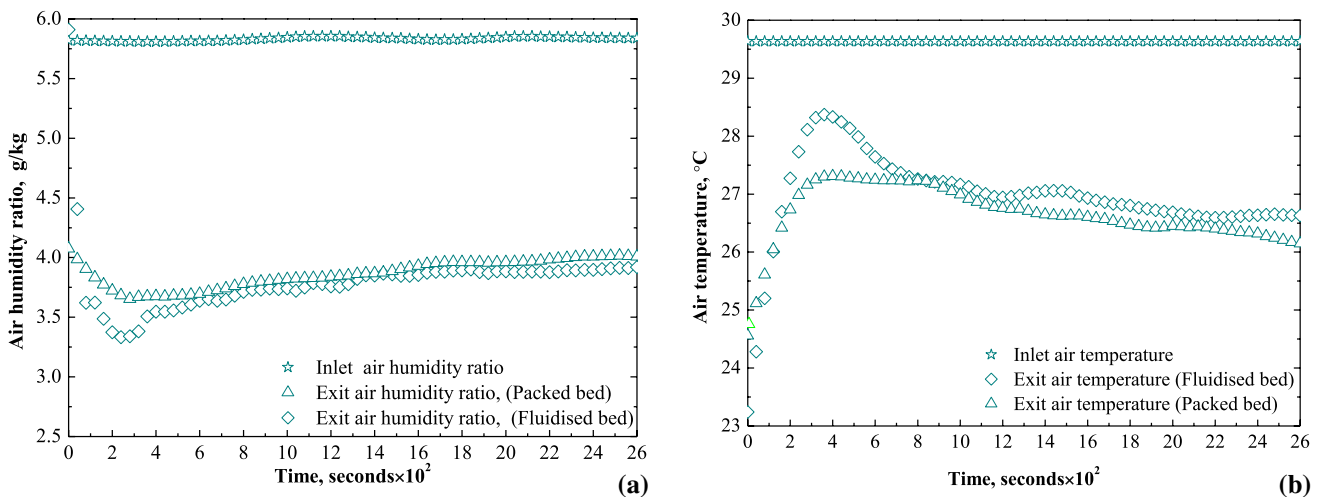 6.0
5.5
5.0
4.5
4.0
3.5
3.0
2.5
Air humidity ratio, g/kg
Inlet air humidity ratio
Exit air humidity ratio, (Packed bed)
Exit air humidity ratio, (Fluidised bed)
0 2 4 6 8 10 12 14 16 18 20 22 24 26
Time, seconds×10²
(a)
30
29
28
27
26
25
24
23
Air temperature, °C
Inlet air temperature
Exit air temperature (Fluidised bed)
Exit air temperature (Packed bed)
0 2 4 6 8 10 12 14 16 18 20 22 24 26
Time, seconds×10²
(b)